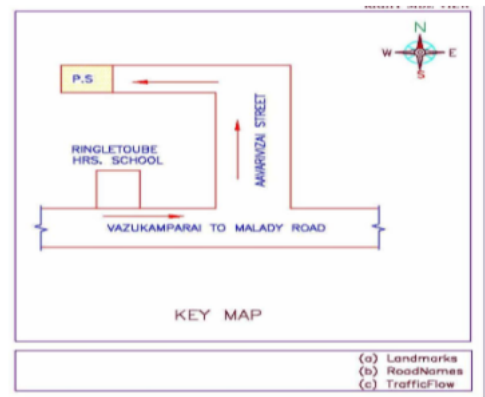 N
W E
S
P.S
AAVARIVIZAI STREET
RINGLETOUBE
HRS. SCHOOL
VAZUKAMPARAI TO MALADY ROAD
KEY MAP
(a) Landmarks
(b) RoadNames
(c) TrafficFlow